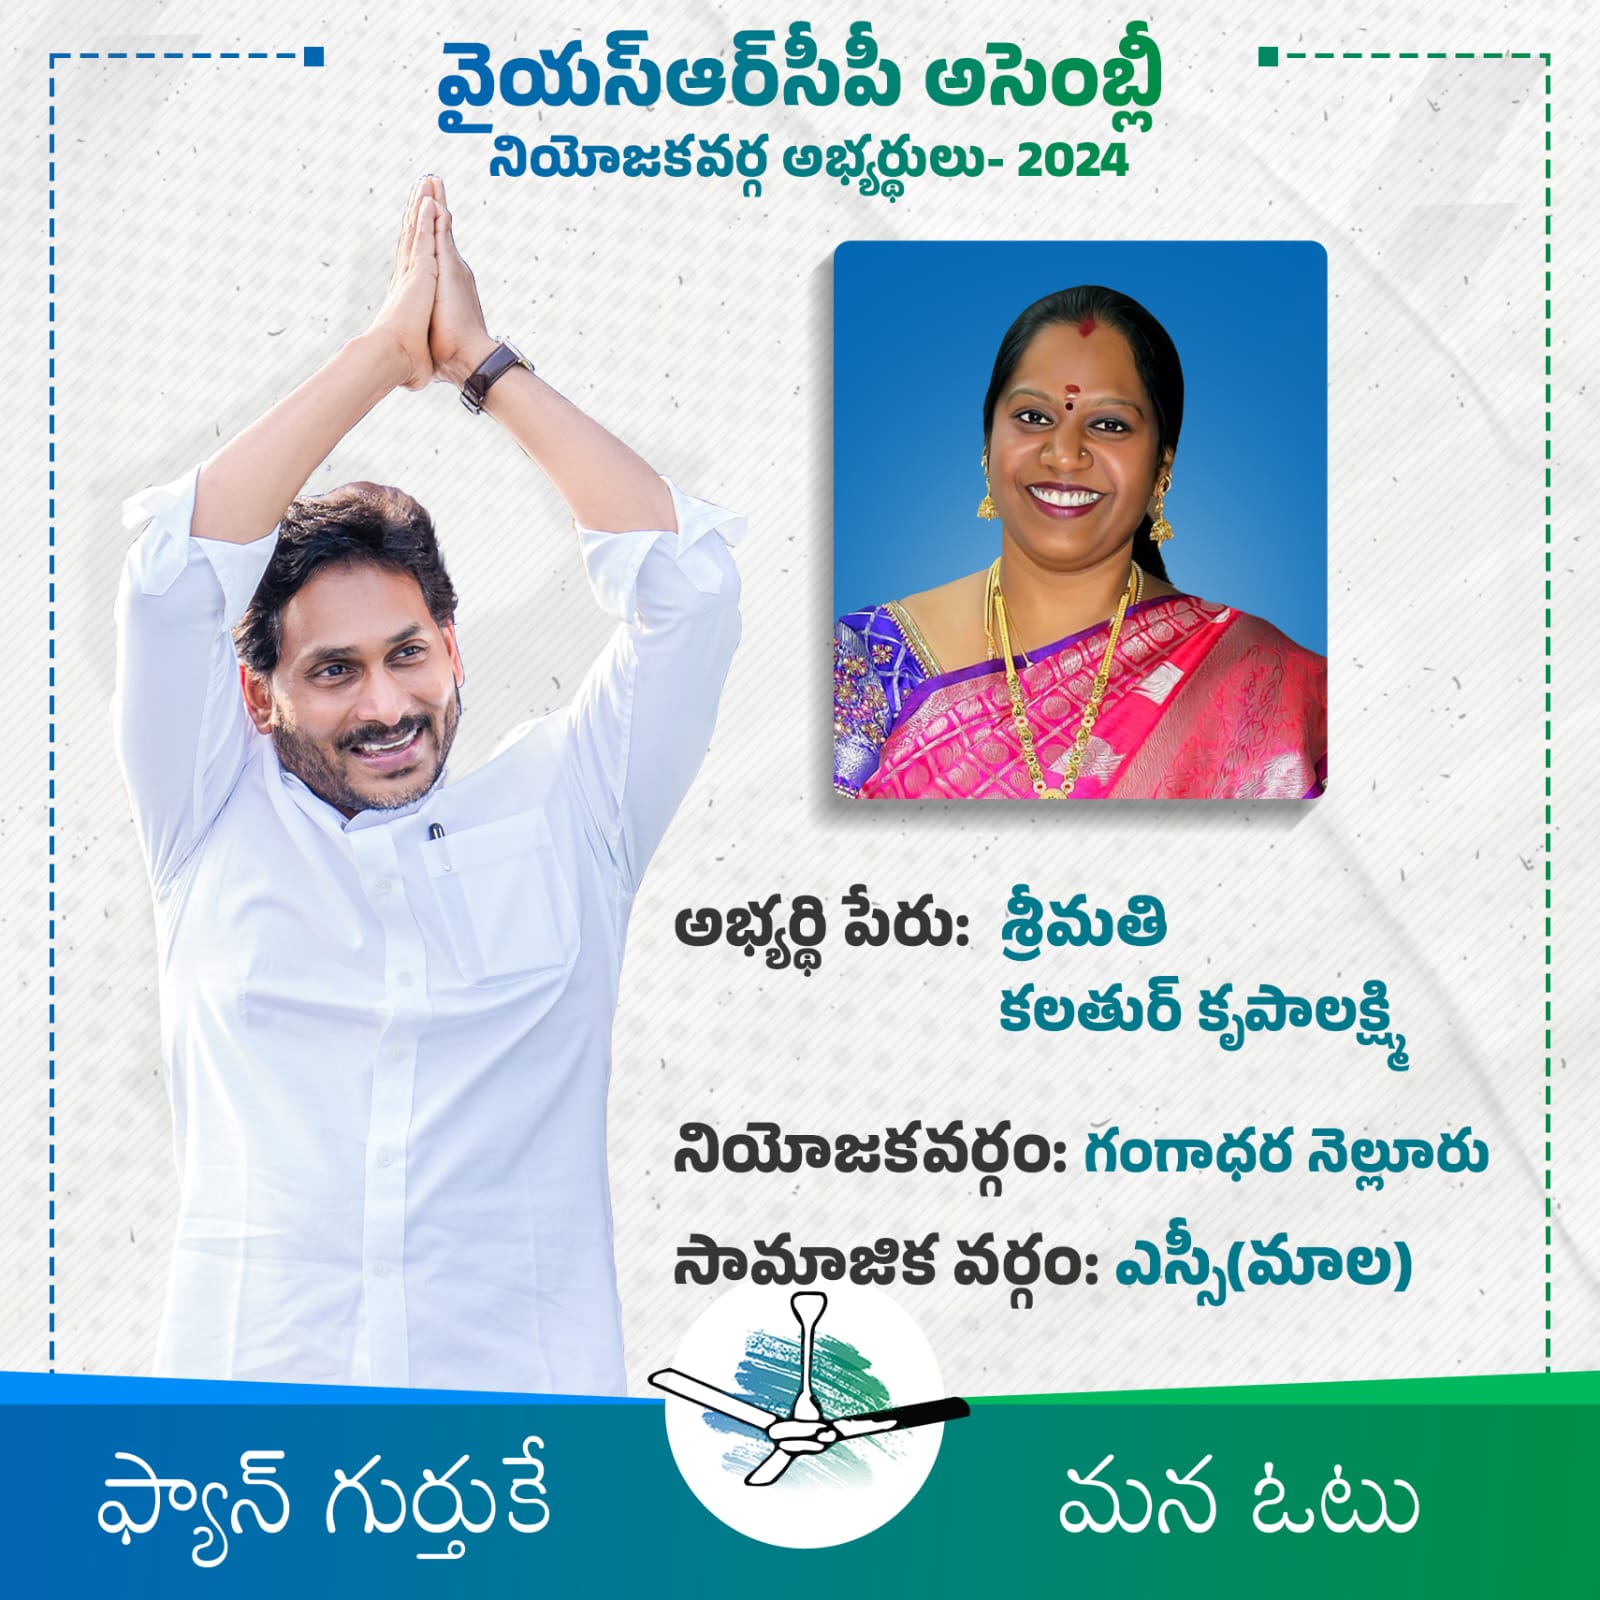 వైయస్ఆర్‌సీపీ అసెంబ్లీ
నియోజకవర్గ అభ్యర్థులు- 2024
అభ్యర్థి పేరు: శ్రీమతి
కలతుర్ కృపాలక్ష్మి
నియోజకవర్గం: గంగాధర నెల్లూరు
సామాజిక వర్గం: ఎస్సీ(మాల)
ఫ్యాన్ గుర్తుకే మన ఓటు